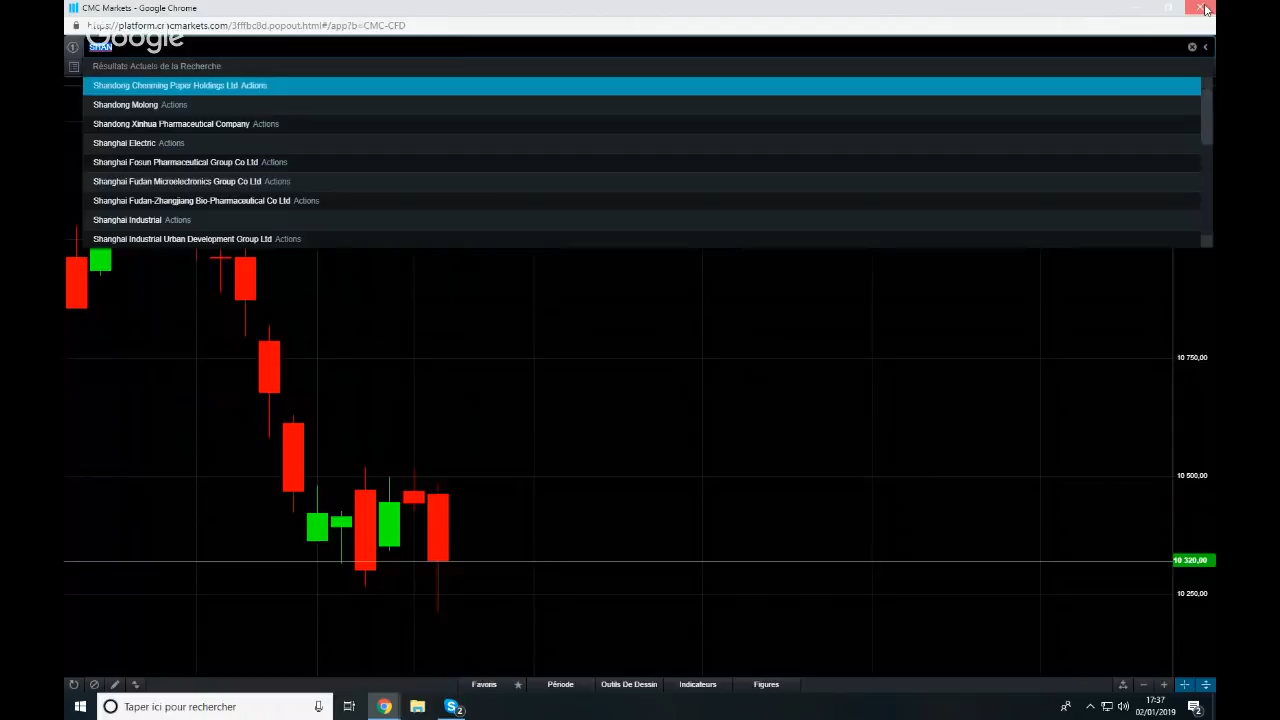 CMC Markets - Google Chrome
https://platform.cmcmarkets.com/3fffbc8d.popout.html#/app?b=CMC-CFD
Google
SHAN
Résultats Actuels de la Recherche
Shandong Chenming Paper Holdings Ltd Actions
Shandong Molong Actions
Shandong Xinhua Pharmaceutical Company Actions
Shanghai Electric Actions
Shanghai Fosun Pharmaceutical Group Co Ltd Actions
Shanghai Fudan Microelectronics Group Co Ltd Actions
Shanghai Fudan-Zhangjiang Bio-Pharmaceutical Co Ltd Actions
Shanghai Industrial Actions
Shanghai Industrial Urban Development Group Ltd Actions
10 750,00
10 500,00
10 320,00
10 250,00
Favoris Période Outils De Dessin Indicateurs Figures
Taper ici pour rechercher
2
17:37
02/01/2019
2